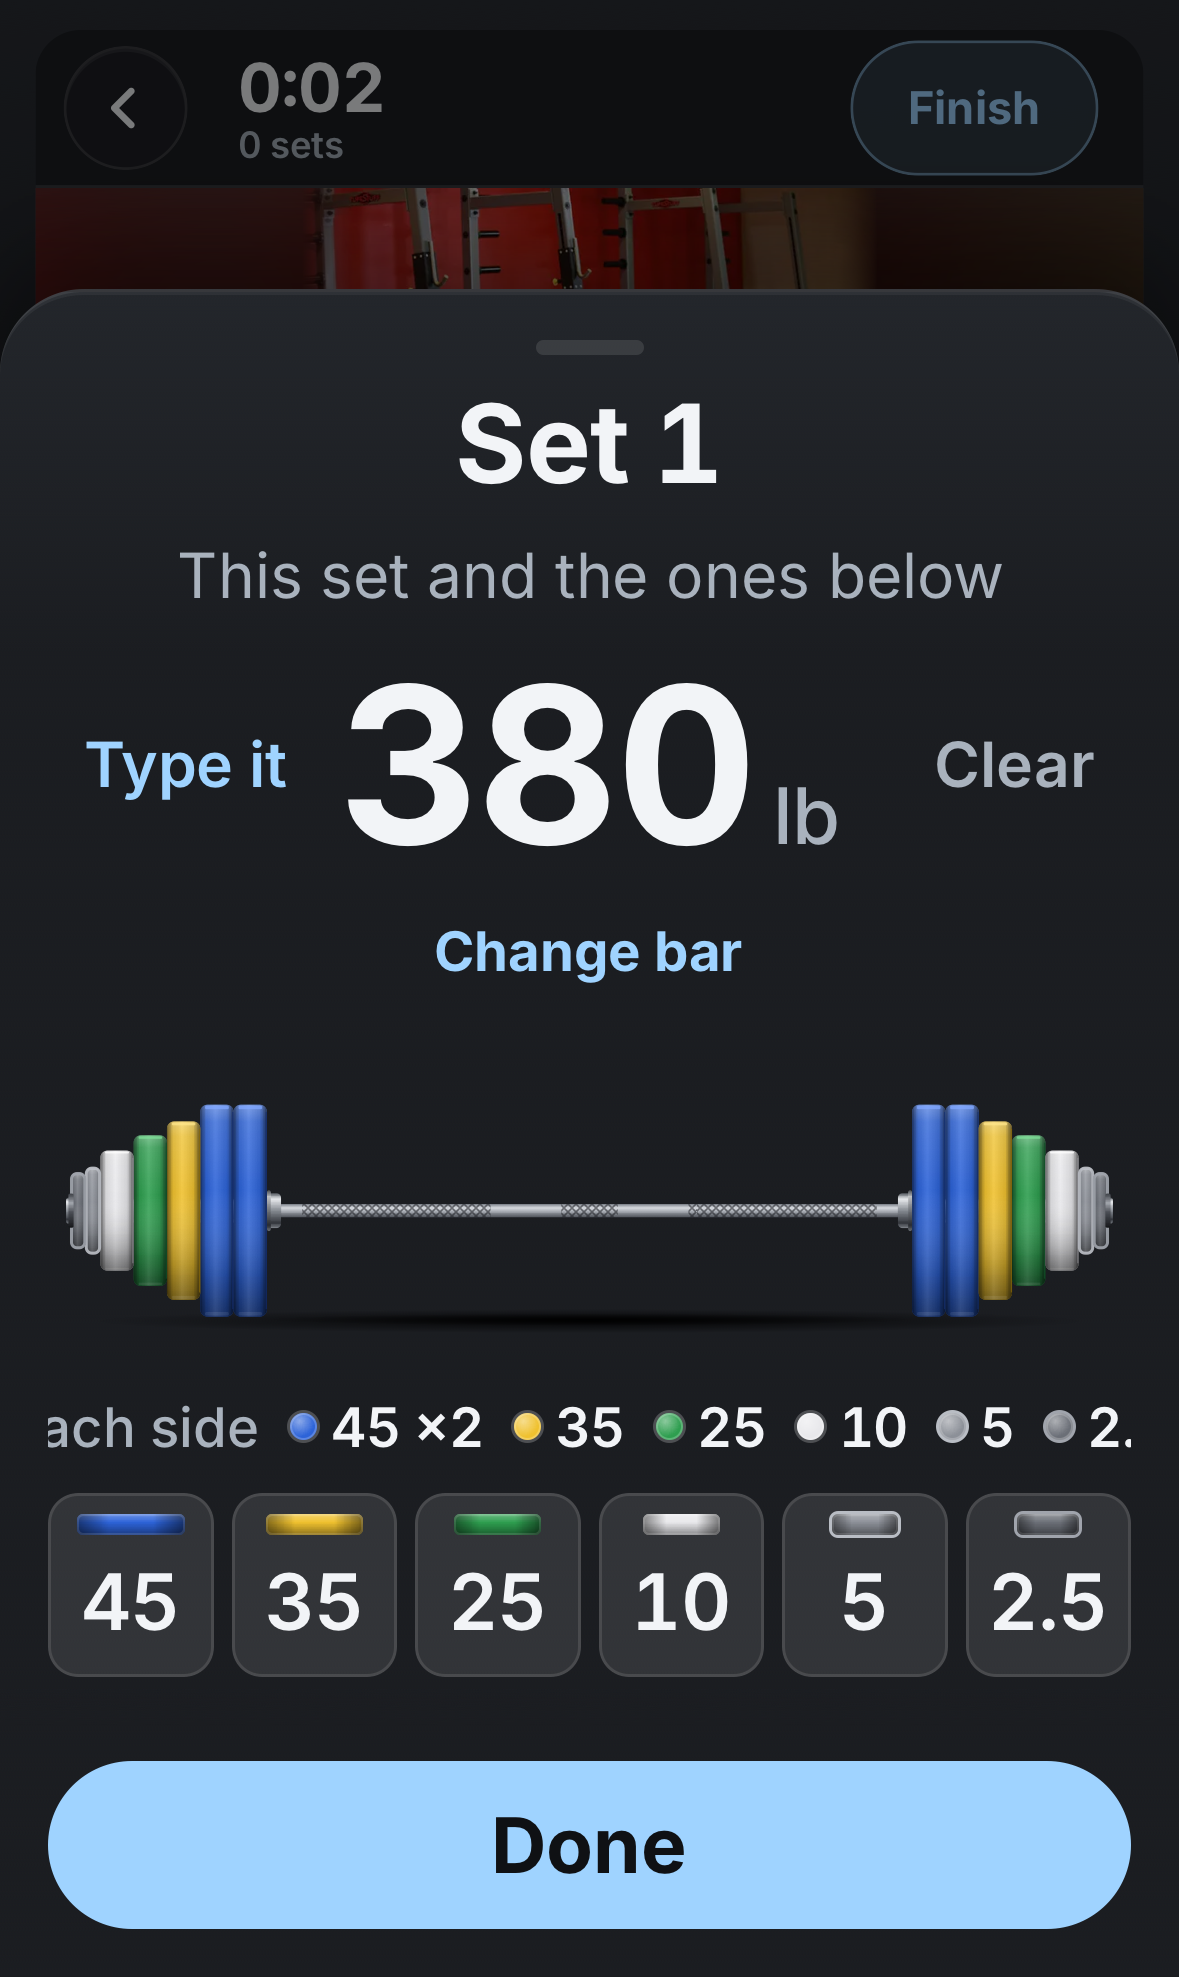 0:02
0 sets
Finish
Set 1
This set and the ones below
Type it
380 lb
Clear
Change bar
ach side 45 ×2 35 25 10 5 2.
45 35 25 10 5 2.5
Done